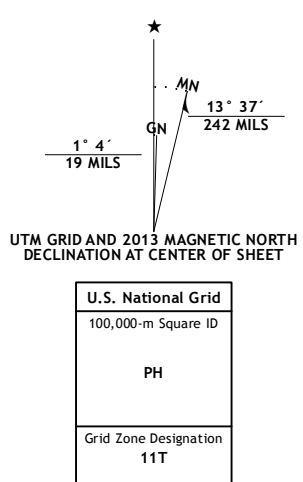 ★
MN
GN
13° 37´
242 MILS
1° 4´
19 MILS
UTM GRID AND 2013 MAGNETIC NORTH
DECLINATION AT CENTER OF SHEET
U.S. National Grid
100,000-m Square ID
PH
Grid Zone Designation
11T